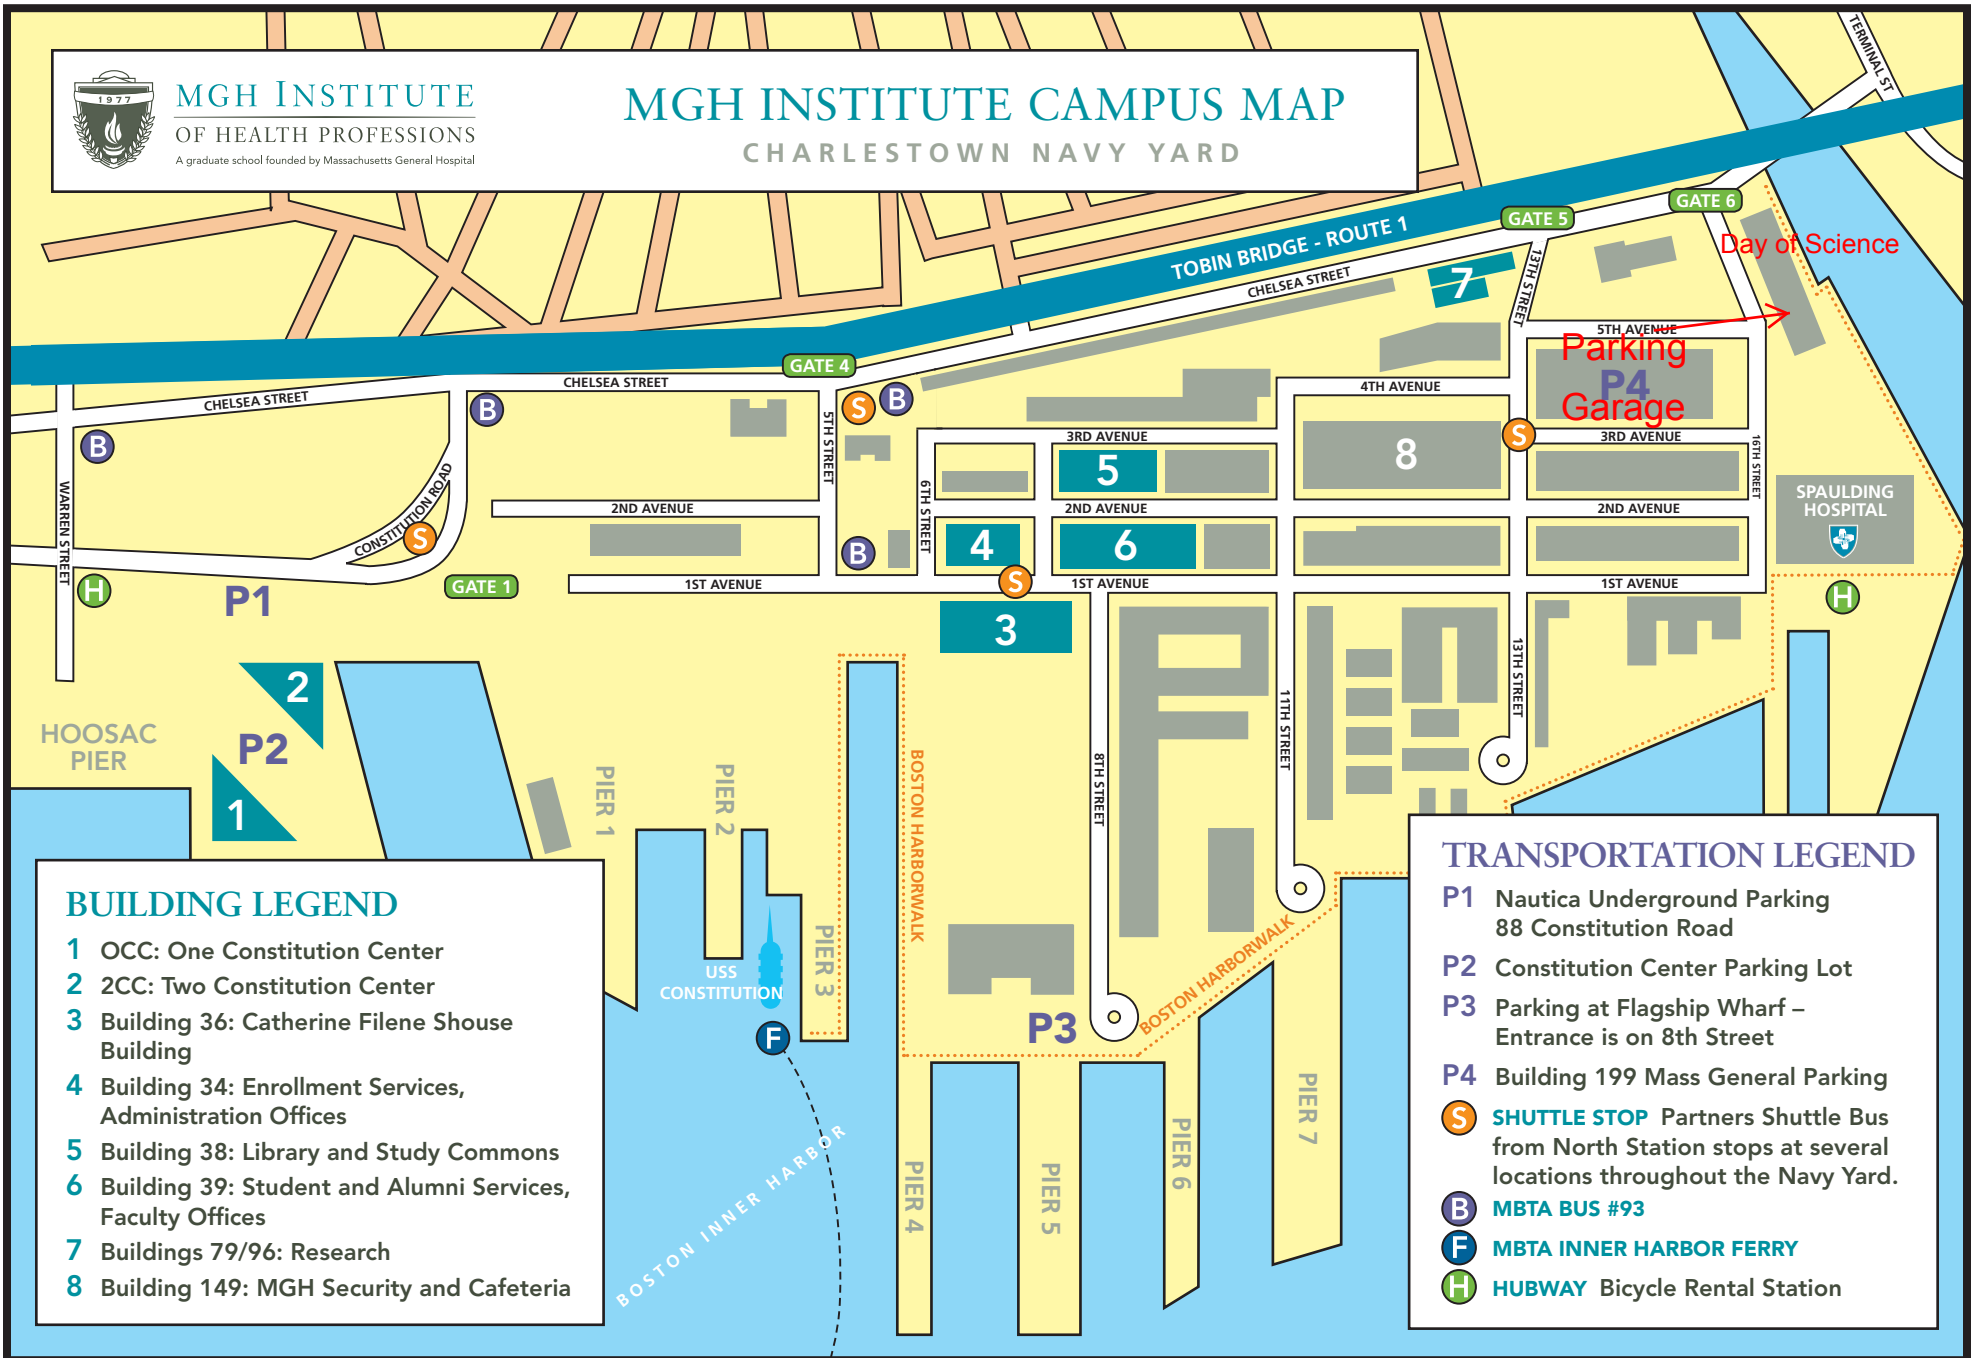 1977
MGH INSTITUTE
OF HEALTH PROFESSIONS
A graduate school founded by Massachusetts General Hospital
MGH INSTITUTE CAMPUS MAP
CHARLESTOWN NAVY YARD
TERMINAL ST
GATE 6
GATE 5
TOBIN BRIDGE - ROUTE 1
CHELSEA STREET
Day of Science
7
13TH STREET
5TH AVENUE
Parking
P4
Garage
GATE 4
CHELSEA STREET
CHELSEA STREET
4TH AVENUE
B
S
B
B
WARREN STREET
CONSTITUTION ROAD
S
5TH STREET
3RD AVENUE
S
3RD AVENUE
16TH STREET
5
8
6TH STREET
2ND AVENUE
2ND AVENUE
2ND AVENUE
SPAULDING
HOSPITAL
4
6
B
H
P1
GATE 1
1ST AVENUE
S
1ST AVENUE
1ST AVENUE
H
3
2
P2
1
HOOSAC
PIER
13TH STREET
11TH STREET
8TH STREET
PIER 1
PIER 2
PIER 3
BOSTON HARBORWALK
USS
CONSTITUTION
F
P3
BOSTON HARBORWALK
PIER 4
PIER 5
PIER 6
PIER 7
BOSTON INNER HARBOR
BUILDING LEGEND
1 OCC: One Constitution Center
2 2CC: Two Constitution Center
3 Building 36: Catherine Filene Shouse
Building
4 Building 34: Enrollment Services,
Administration Offices
5 Building 38: Library and Study Commons
6 Building 39: Student and Alumni Services,
Faculty Offices
7 Buildings 79/96: Research
8 Building 149: MGH Security and Cafeteria
TRANSPORTATION LEGEND
P1 Nautica Underground Parking
88 Constitution Road
P2 Constitution Center Parking Lot
P3 Parking at Flagship Wharf –
Entrance is on 8th Street
P4 Building 199 Mass General Parking
S SHUTTLE STOP Partners Shuttle Bus
from North Station stops at several
locations throughout the Navy Yard.
B MBTA BUS #93
F MBTA INNER HARBOR FERRY
H HUBWAY Bicycle Rental Station